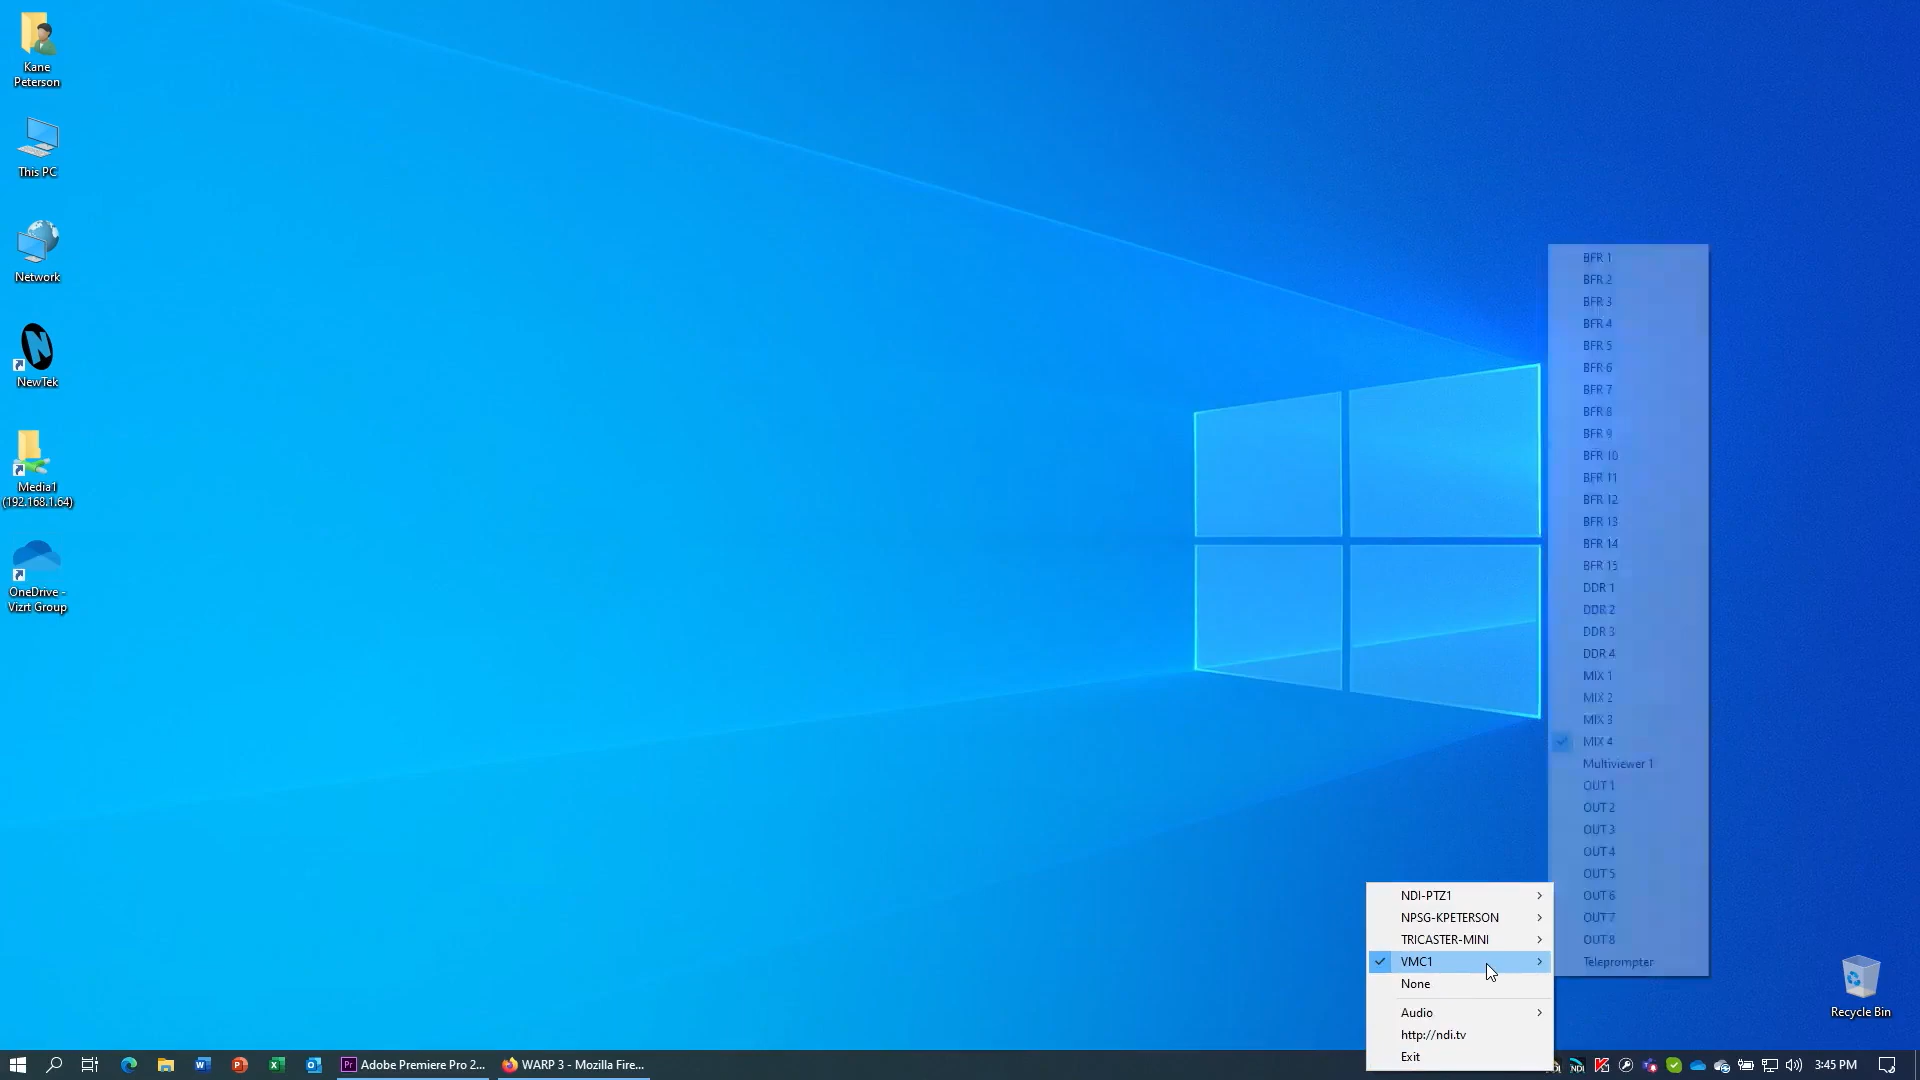 Kane
Peterson
This PC
Network
NewTek
Media1
(192.168.1.64)
OneDrive -
Vizrt Group
BFR 1
BFR 2
BFR 3
BFR 4
BFR 5
BFR 6
BFR 7
BFR 8
BFR 9
BFR 10
BFR 11
BFR 12
BFR 13
BFR 14
BFR 15
DDR 1
DDR 2
DDR 3
DDR 4
MIX 1
MIX 2
MIX 3
MIX 4
Multiviewer 1
OUT 1
OUT 2
OUT 3
OUT 4
OUT 5
OUT 6
OUT 7
OUT 8
Teleprompter
NDI-PTZ1
NPSG-KPETERSON
TRICASTER-MINI
VMC1
None
Audio
http://ndi.tv
Exit
Recycle Bin
Adobe Premiere Pro 2...
WARP 3 - Mozilla Fire...
NDI
3:45 PM